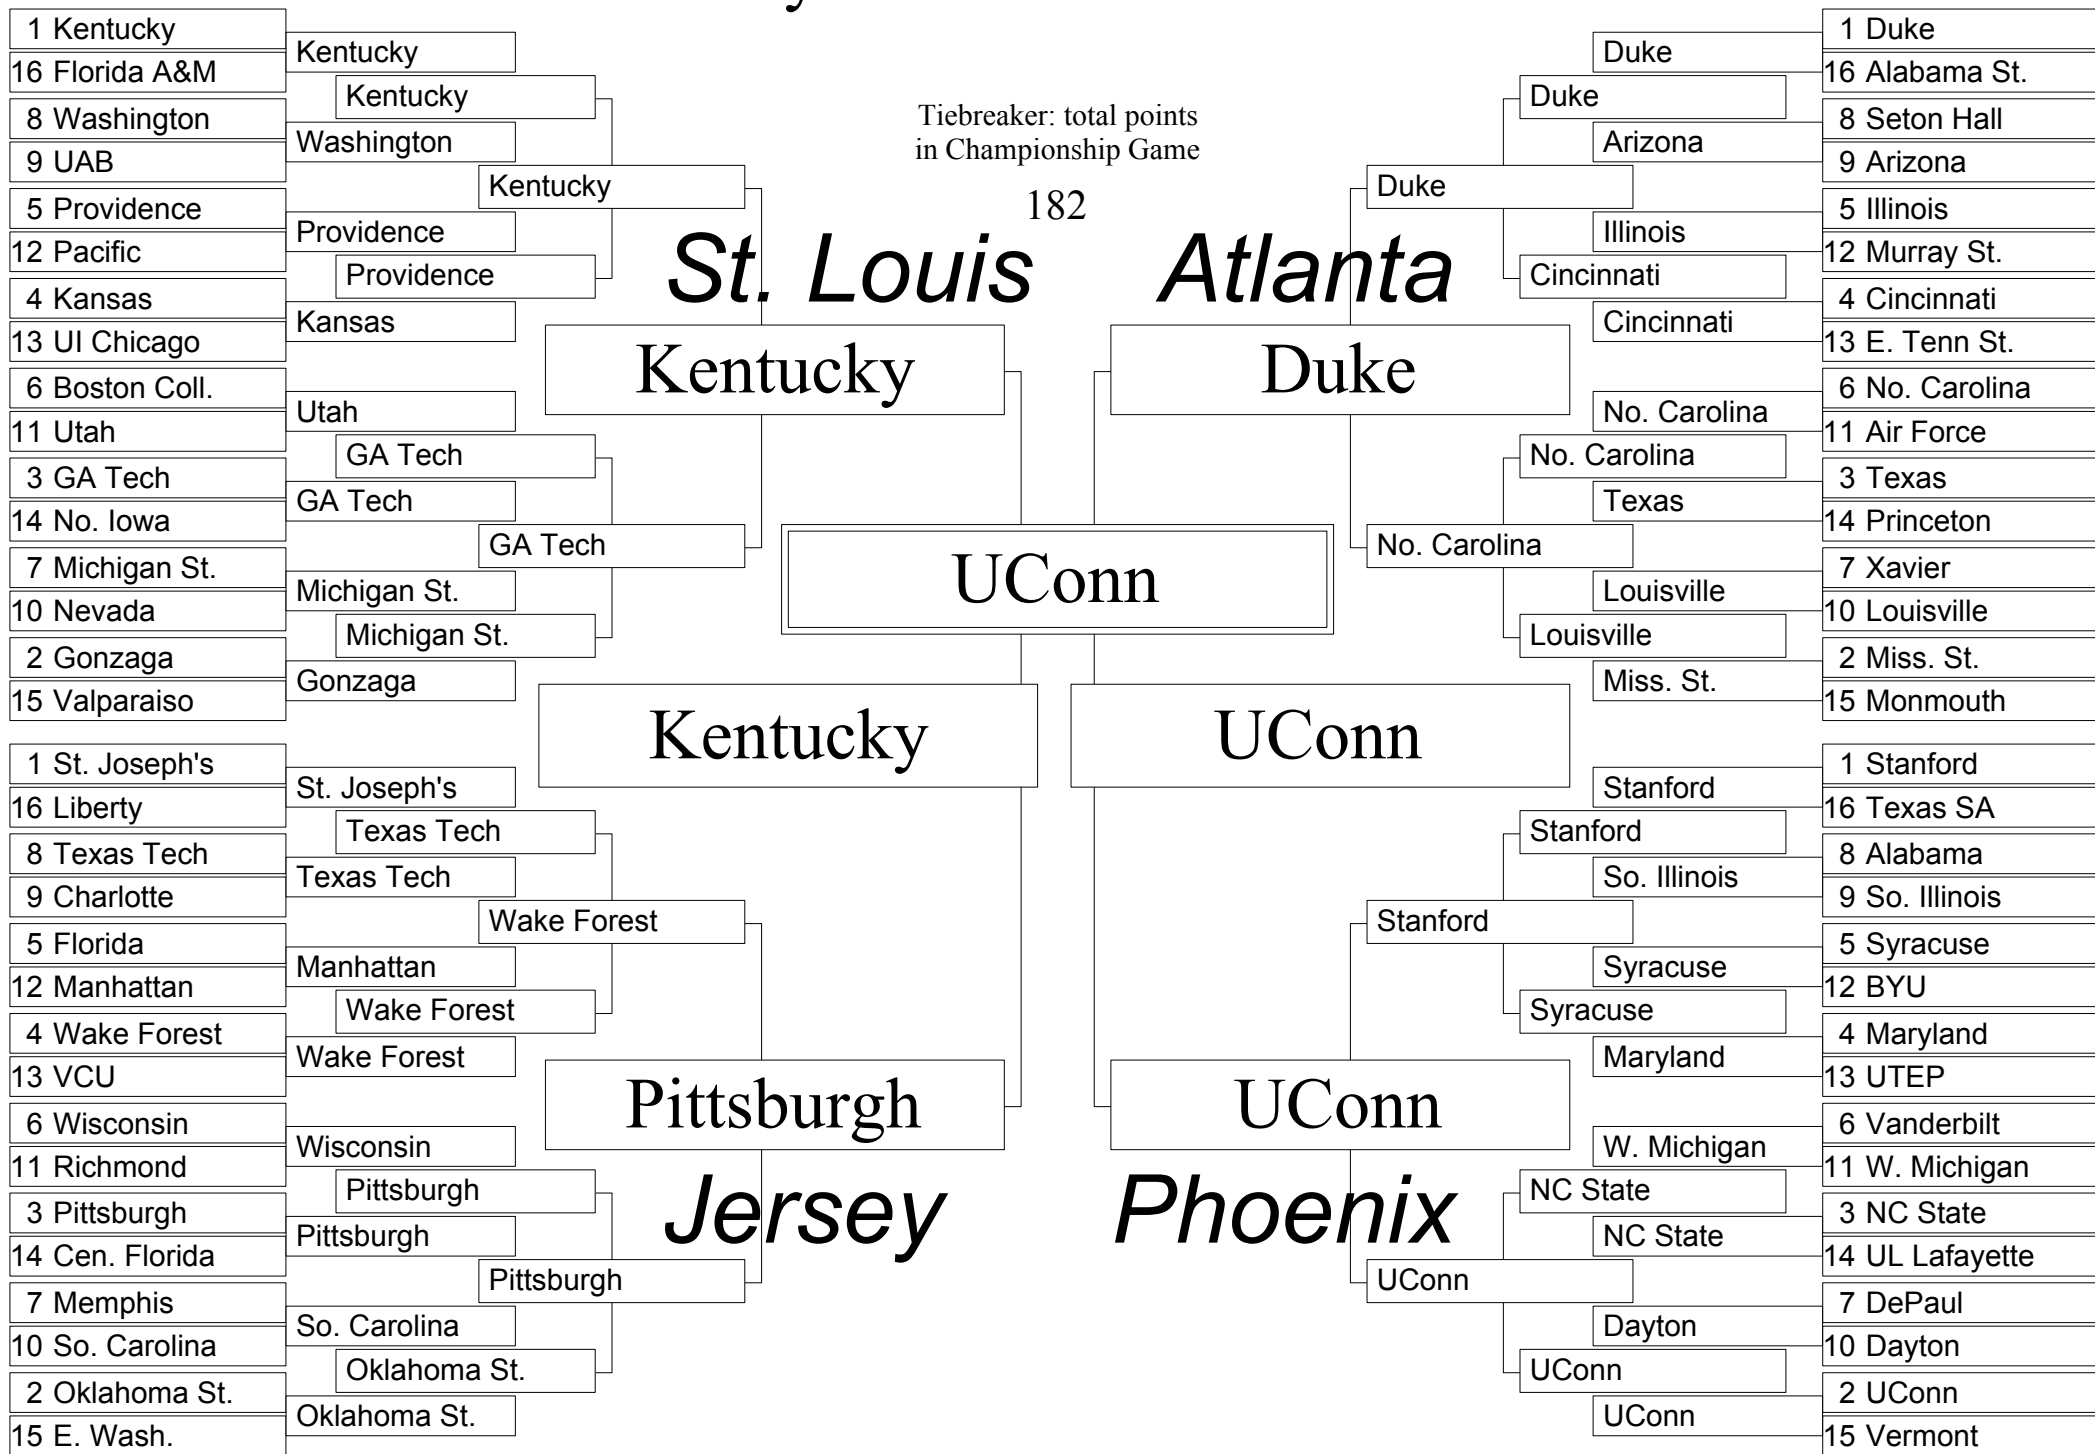 1 Kentucky
16 Florida A&M
8 Washington
9 UAB
5 Providence
12 Pacific
4 Kansas
13 UI Chicago
6 Boston Coll.
11 Utah
3 GA Tech
14 No. Iowa
7 Michigan St.
10 Nevada
2 Gonzaga
15 Valparaiso
1 St. Joseph's
16 Liberty
8 Texas Tech
9 Charlotte
5 Florida
12 Manhattan
4 Wake Forest
13 VCU
6 Wisconsin
11 Richmond
3 Pittsburgh
14 Cen. Florida
7 Memphis
10 So. Carolina
2 Oklahoma St.
15 E. Wash.
Kentucky
Washington
Providence
Kansas
Utah
GA Tech
Michigan St.
Gonzaga
St. Joseph's
Texas Tech
Manhattan
Wake Forest
Wisconsin
Pittsburgh
So. Carolina
Oklahoma St.
Kentucky
Providence
GA Tech
Michigan St.
Texas Tech
Wake Forest
Pittsburgh
Oklahoma St.
Kentucky
GA Tech
Wake Forest
Pittsburgh
St. Louis
Kentucky
Pittsburgh
Jersey
Tiebreaker: total points
in Championship Game
182
UConn
Kentucky
UConn
Atlanta
Duke
UConn
Phoenix
Duke
No. Carolina
Stanford
UConn
Duke
Cincinnati
No. Carolina
Louisville
Stanford
Syracuse
NC State
UConn
Duke
Arizona
Illinois
Cincinnati
No. Carolina
Texas
Louisville
Miss. St.
Stanford
So. Illinois
Syracuse
Maryland
W. Michigan
NC State
Dayton
UConn
1 Duke
16 Alabama St.
8 Seton Hall
9 Arizona
5 Illinois
12 Murray St.
4 Cincinnati
13 E. Tenn St.
6 No. Carolina
11 Air Force
3 Texas
14 Princeton
7 Xavier
10 Louisville
2 Miss. St.
15 Monmouth
1 Stanford
16 Texas SA
8 Alabama
9 So. Illinois
5 Syracuse
12 BYU
4 Maryland
13 UTEP
6 Vanderbilt
11 W. Michigan
3 NC State
14 UL Lafayette
7 DePaul
10 Dayton
2 UConn
15 Vermont